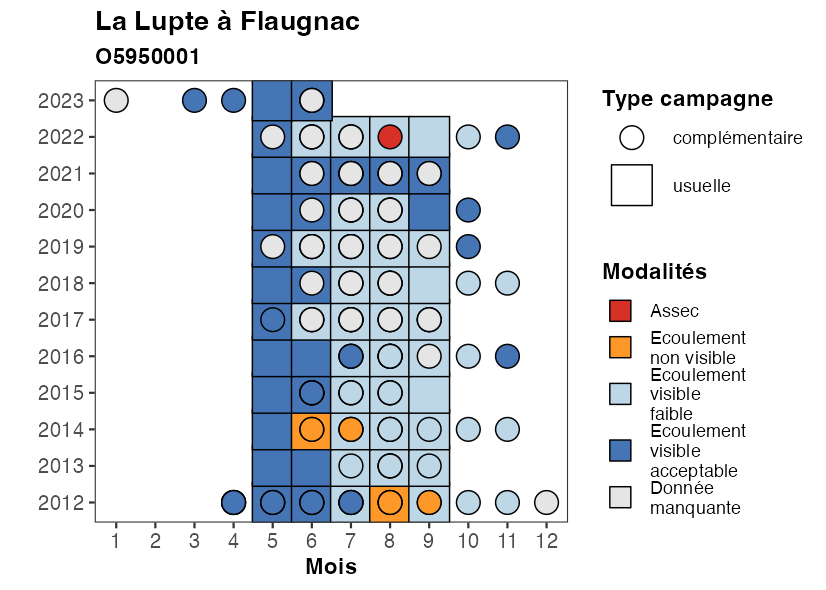 La Lupte à Flaugnac
O5950001
2023
2022
2021
2020
2019
2018
2017
2016
2015
2014
2013
2012
1 2 3 4 5 6 7 8 9 10 11 12
Mois
Type campagne
complémentaire
usuelle
Modalités
Assec
Ecoulement
non visible
Ecoulement
visible
faible
Ecoulement
visible
acceptable
Donnée
manquante